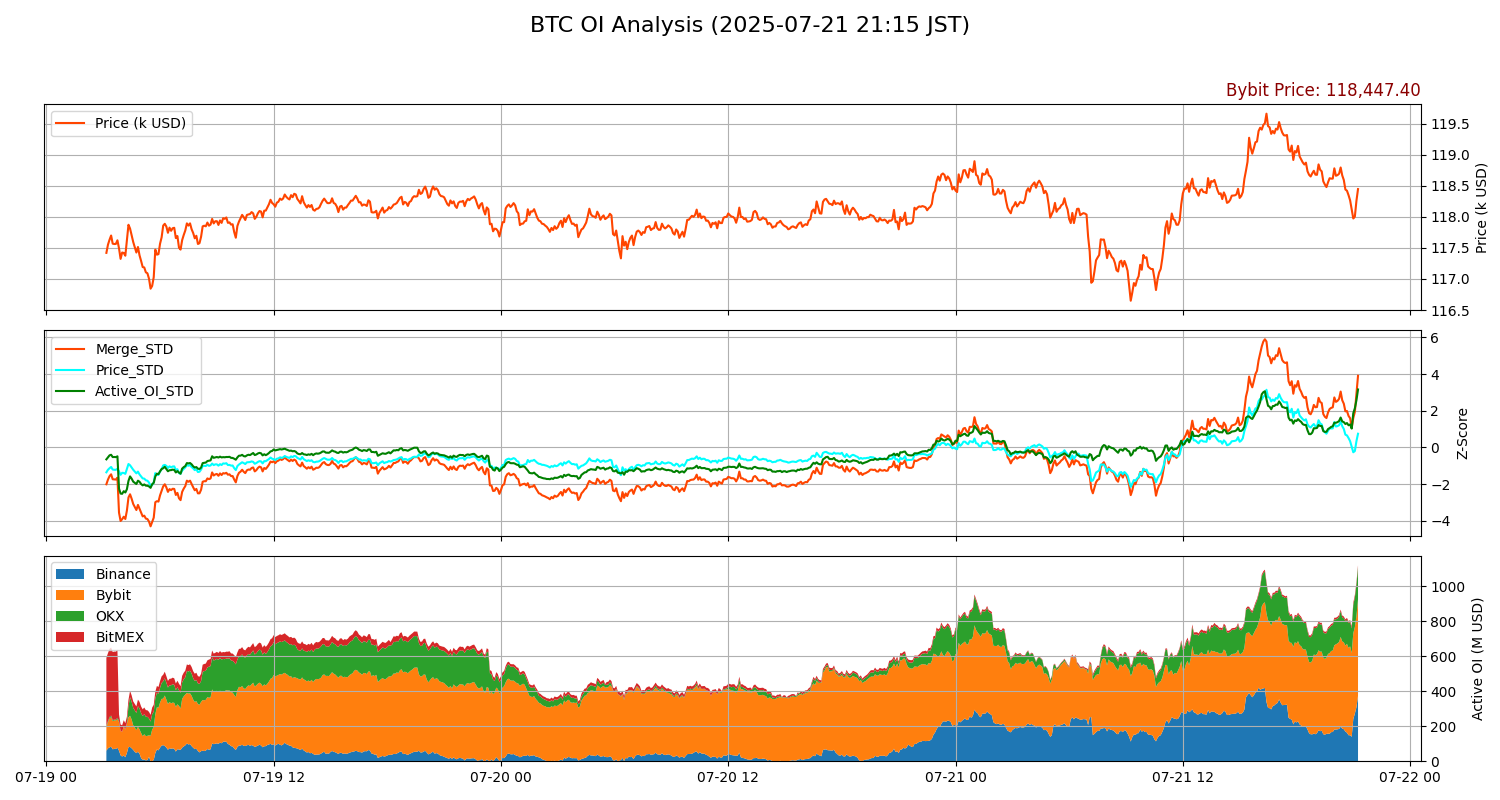 BTC OI Analysis (2025-07-21 21:15 JST)
Bybit Price: 118,447.40
Price (k USD)
119.5
119.0
118.5
118.0
117.5
117.0
116.5
Price (k USD)
Merge_STD
Price_STD
Active_OI_STD
6
4
2
0
−2
−4
Z-Score
Binance
Bybit
OKX
BitMEX
1000
800
600
400
200
0
Active OI (M USD)
07-19 00
07-19 12
07-20 00
07-20 12
07-21 00
07-21 12
07-22 00